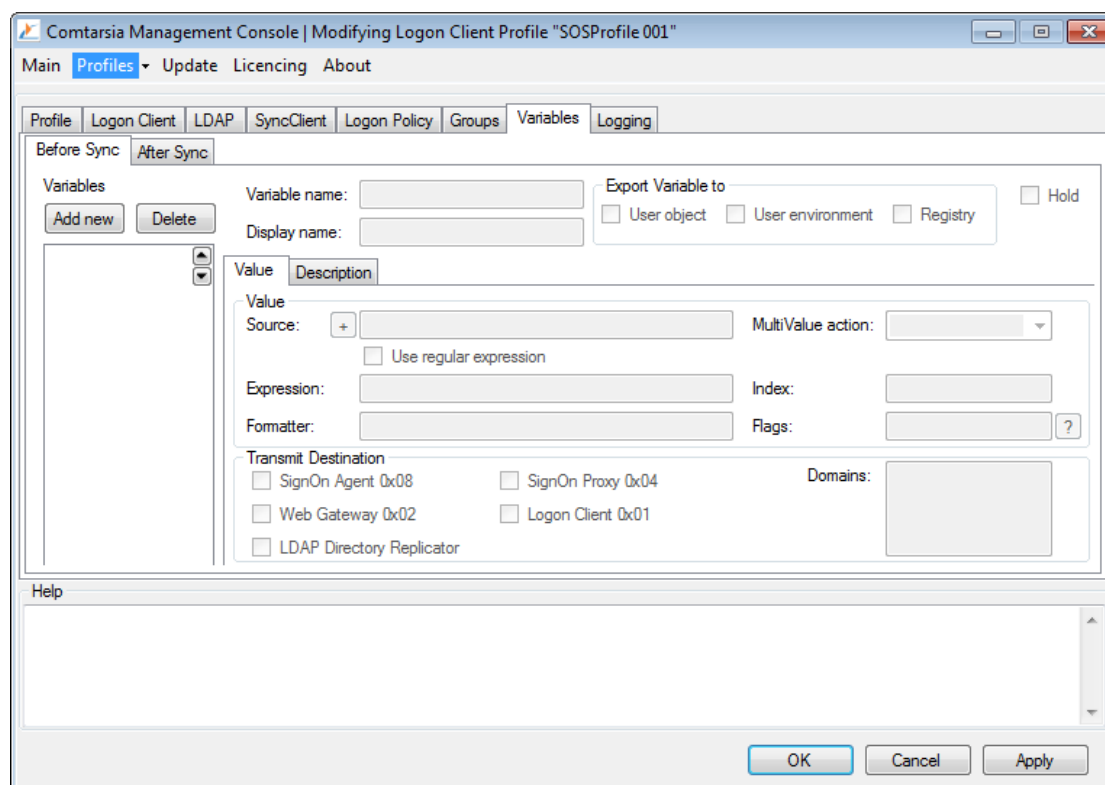 Comtarsia Management Console | Modifying Logon Client Profile "SOSProfile 001"
Main Profiles Update Licencing About
Profile Logon Client LDAP SyncClient Logon Policy Groups Variables Logging
Before Sync After Sync
Variables
Add new Delete
Variable name:
Display name:
Export Variable to
User object User environment Registry
Hold
Value Description
Value
Source: + MultiValue action:
Use regular expression
Expression: Index:
Formatter: Flags: ?
Transmit Destination
SignOn Agent 0x08 SignOn Proxy 0x04 Domains:
Web Gateway 0x02 Logon Client 0x01
LDAP Directory Replicator
Help
OK Cancel Apply